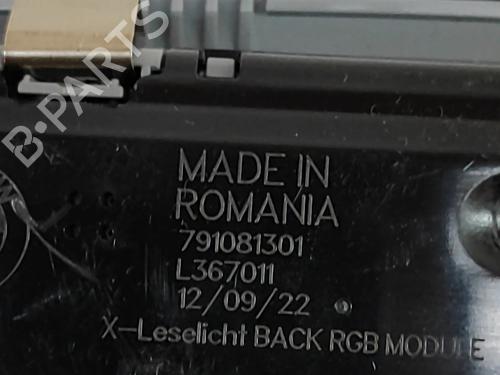 B-PARTS
MADE IN
ROMANIA
791081301
L367011
12/09/22
X-Leselicht BACK RGB MODULE